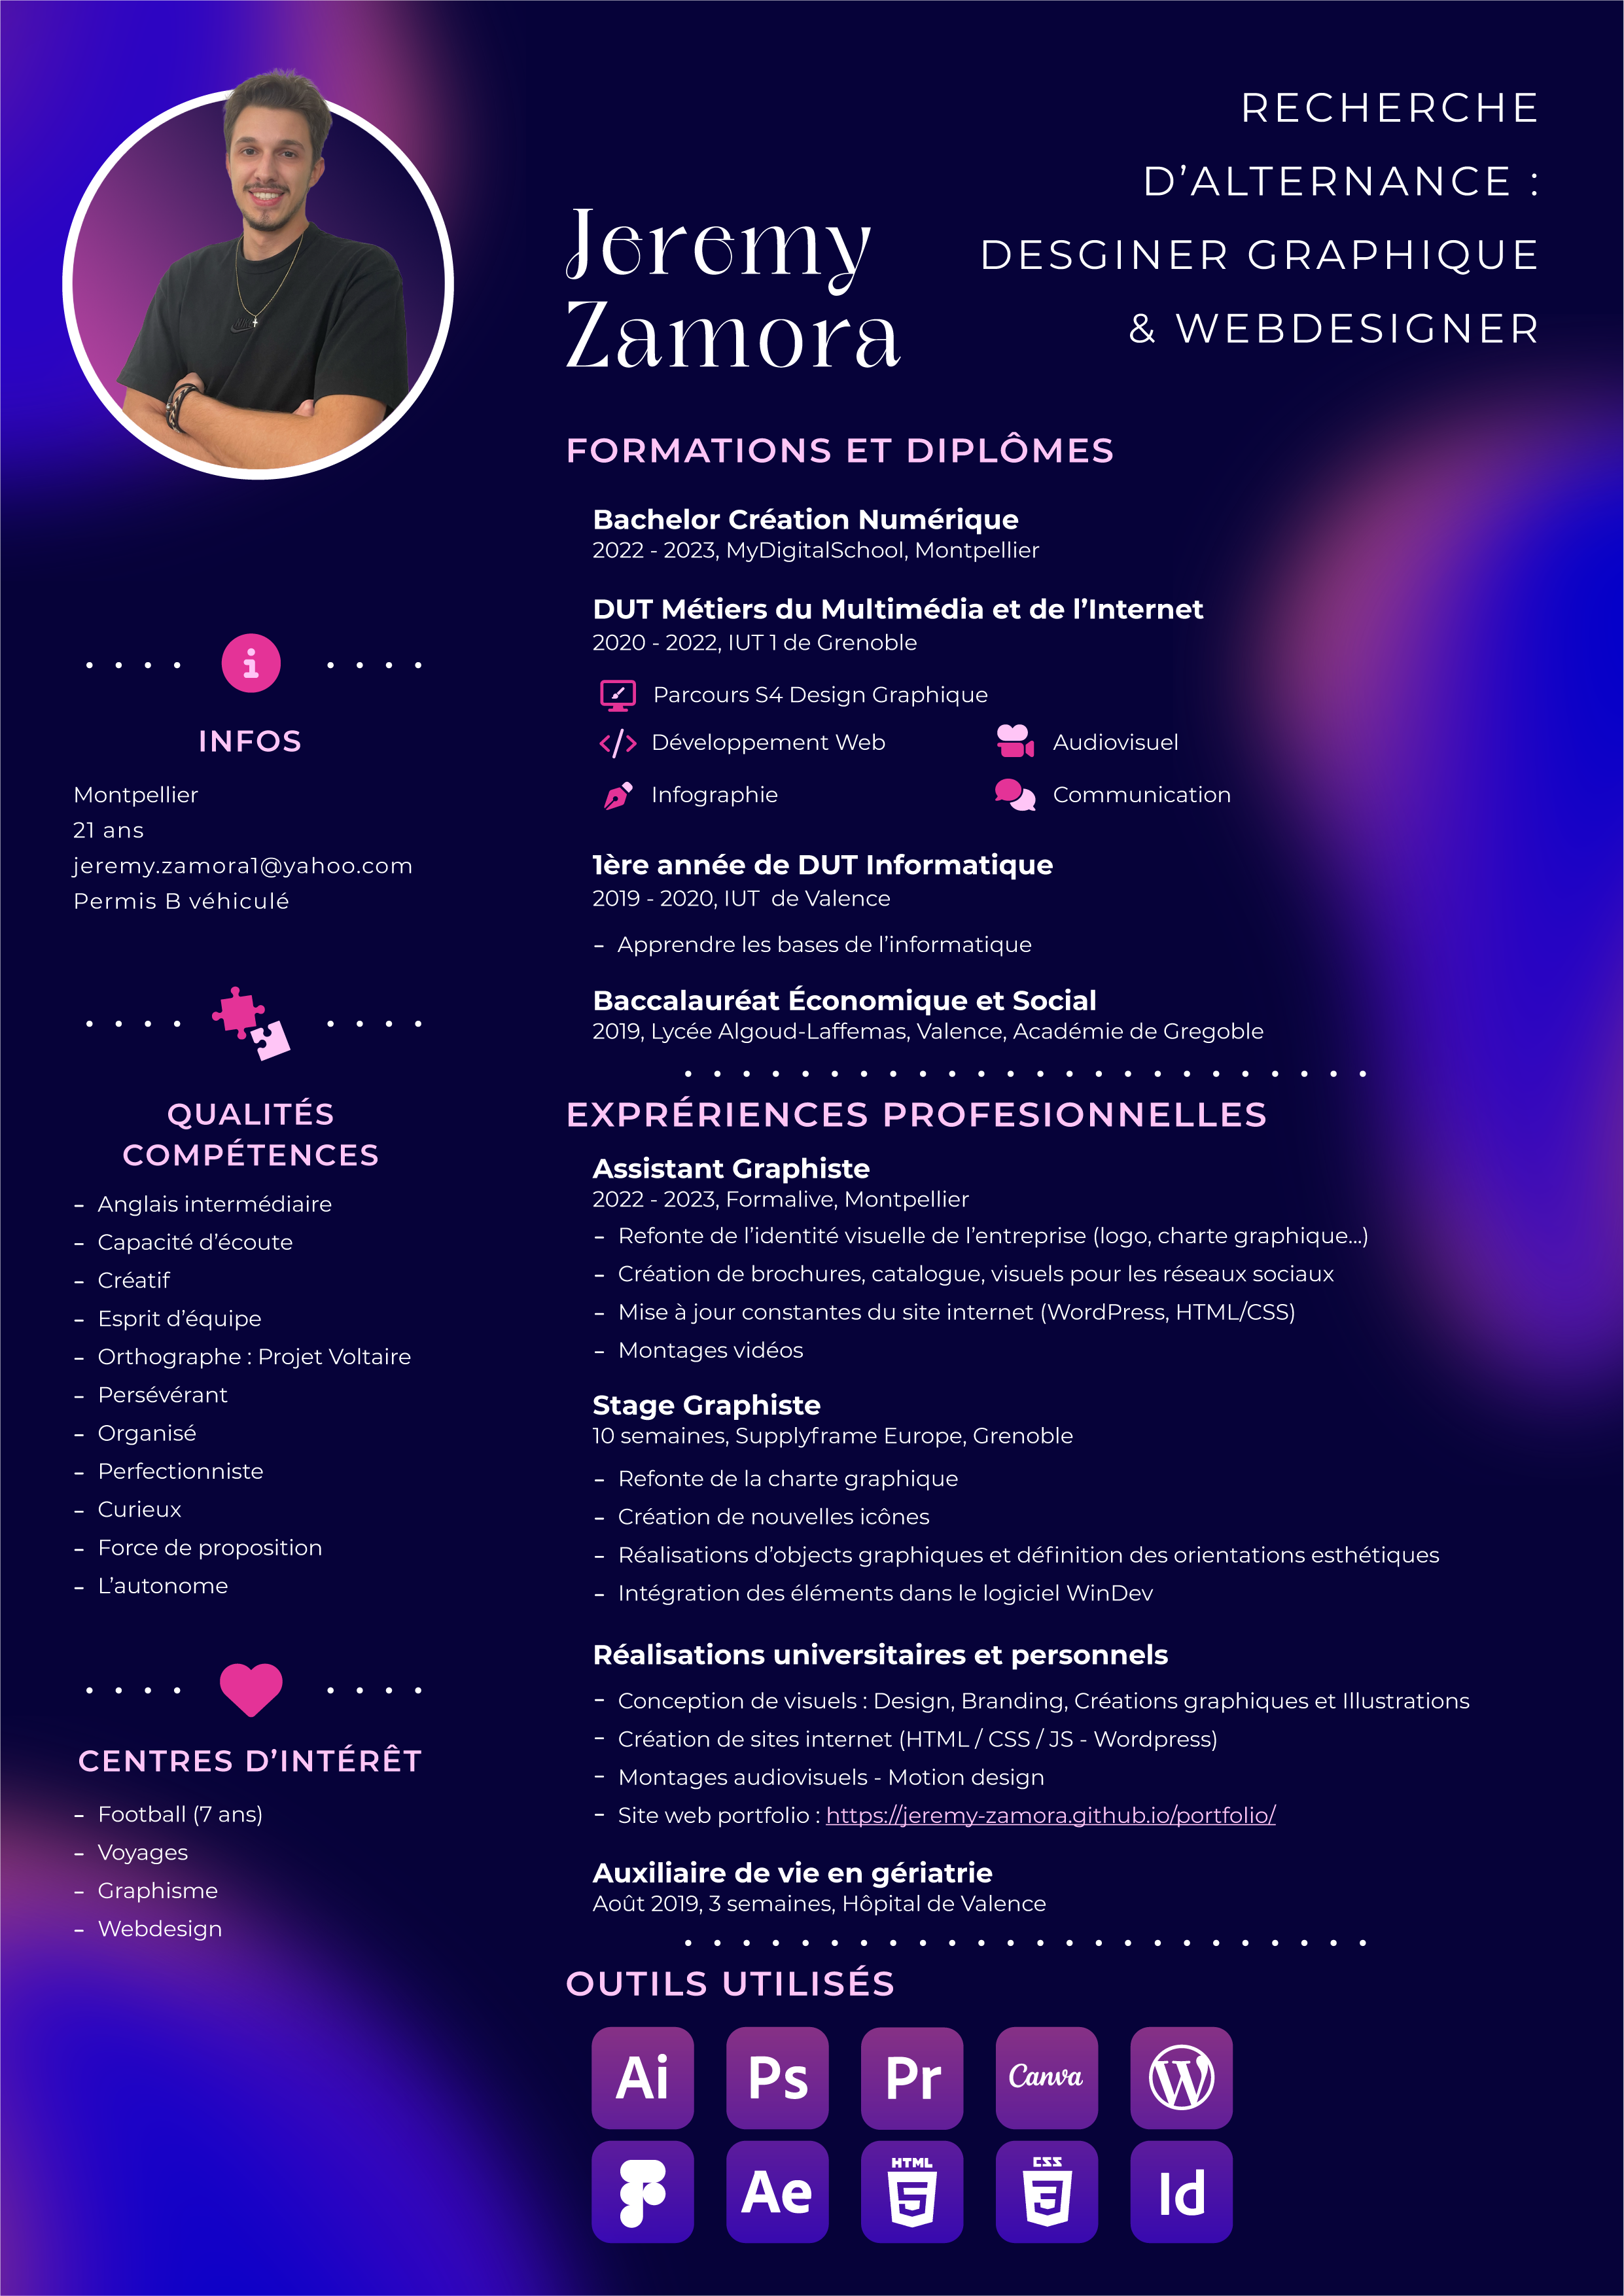 RECHERCHE
D’ALTERNANCE :
DESGINER GRAPHIQUE
& WEBDESIGNER
Jeremy
Zamora
INFOS
Montpellier
21 ans
jeremy.zamora1@yahoo.com
Permis B véhiculé
QUALITÉS
COMPÉTENCES
- Anglais intermédiaire
- Capacité d’écoute
- Créatif
- Esprit d’équipe
- Orthographe : Projet Voltaire
- Persévérant
- Organisé
- Perfectionniste
- Curieux
- Force de proposition
- L’autonome
CENTRES D’INTÉRÊT
- Football (7 ans)
- Voyages
- Graphisme
- Webdesign
FORMATIONS ET DIPLÔMES
Bachelor Création Numérique
2022 - 2023, MyDigitalSchool, Montpellier
DUT Métiers du Multimédia et de l’Internet
2020 - 2022, IUT 1 de Grenoble
Parcours S4 Design Graphique
Développement Web Audiovisuel
Infographie Communication
1ère année de DUT Informatique
2019 - 2020, IUT de Valence
- Apprendre les bases de l’informatique
Baccalauréat Économique et Social
2019, Lycée Algoud-Laffemas, Valence, Académie de Gregoble
EXPRÉRIENCES PROFESIONNELLES
Assistant Graphiste
2022 - 2023, Formalive, Montpellier
- Refonte de l’identité visuelle de l’entreprise (logo, charte graphique...)
- Création de brochures, catalogue, visuels pour les réseaux sociaux
- Mise à jour constantes du site internet (WordPress, HTML/CSS)
- Montages vidéos
Stage Graphiste
10 semaines, Supplyframe Europe, Grenoble
- Refonte de la charte graphique
- Création de nouvelles icônes
- Réalisations d’objects graphiques et définition des orientations esthétiques
- Intégration des éléments dans le logiciel WinDev
Réalisations universitaires et personnels
- Conception de visuels : Design, Branding, Créations graphiques et Illustrations
- Création de sites internet (HTML / CSS / JS - Wordpress)
- Montages audiovisuels - Motion design
- Site web portfolio : https://jeremy-zamora.github.io/portfolio/
Auxiliaire de vie en gériatrie
Août 2019, 3 semaines, Hôpital de Valence
OUTILS UTILISÉS
Ai Ps Pr Canva W
Ae HTML 5 CSS 3 Id